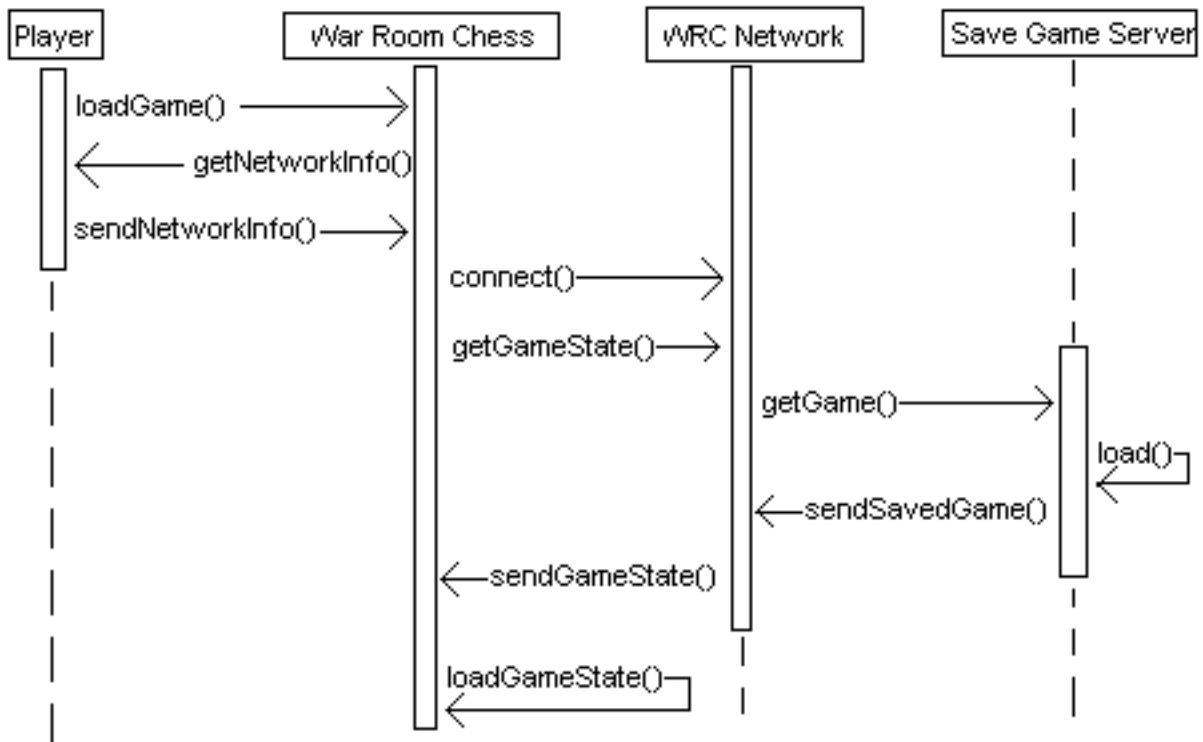 Player
War Room Chess
WRC Network
Save Game Server
loadGame()
getNetworkInfo()
sendNetworkInfo()
connect()
getGameState()
getGame()
load()
sendSavedGame()
sendGameState()
loadGameState()